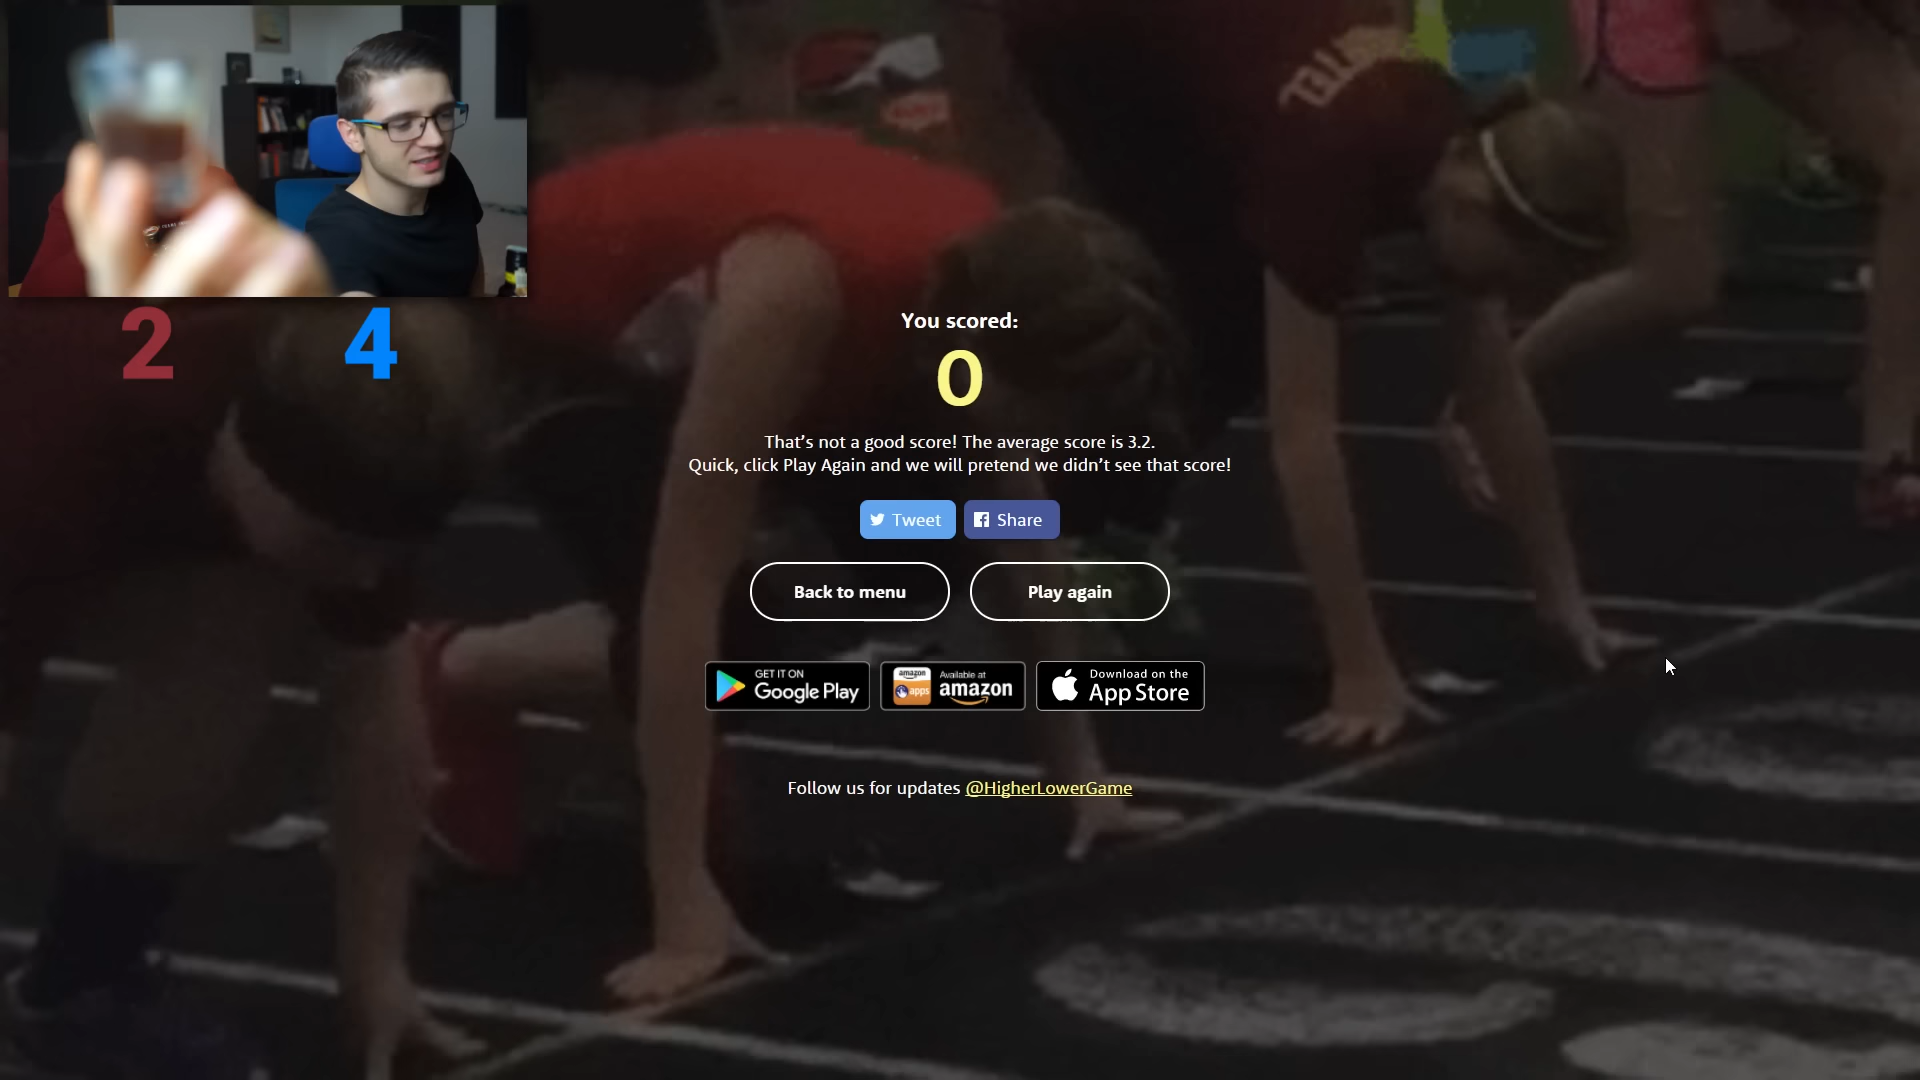 2 4
You scored:
0
That's not a good score! The average score is 3.2.
Quick, click Play Again and we will pretend we didn't see that score!
Tweet Share
Back to menu Play again
GET IT ON
Google Play
amazon
apps
Available at
amazon
Download on the
App Store
Follow us for updates @HigherLowerGame